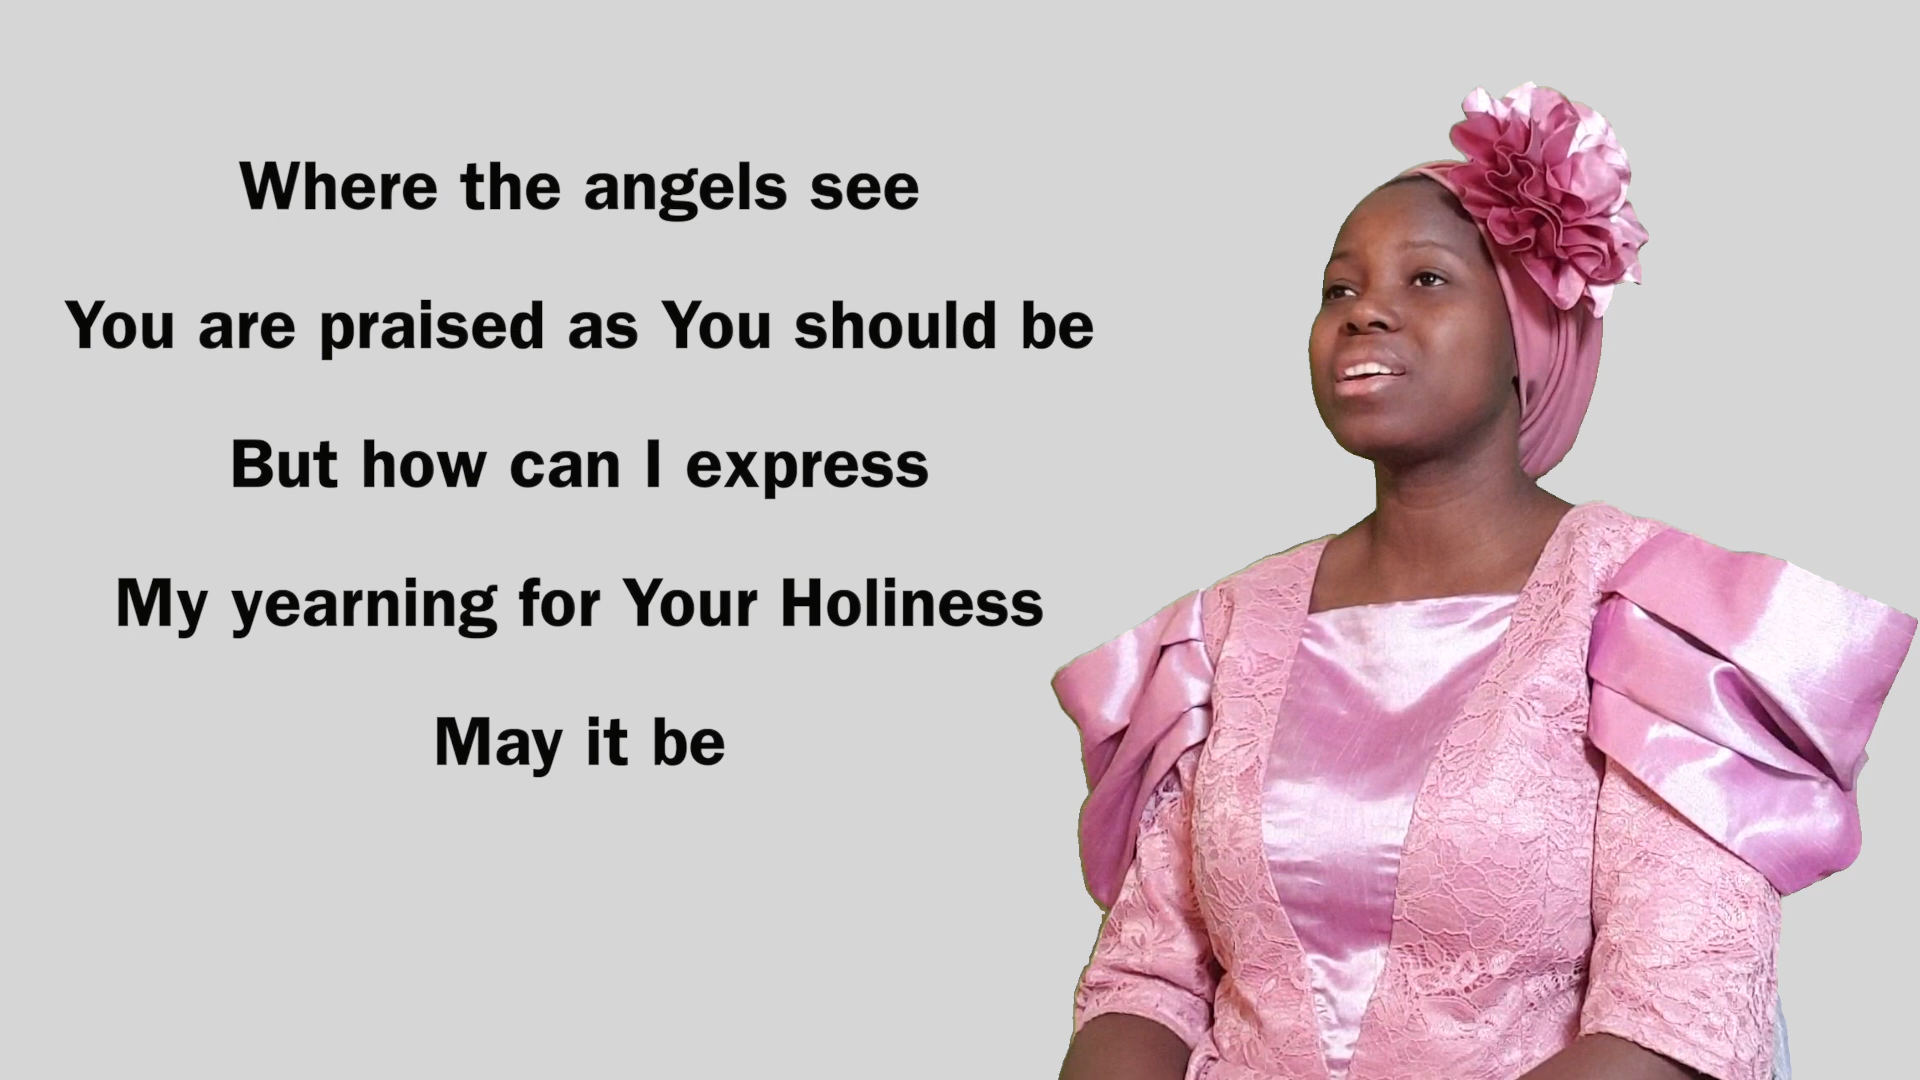 Where the angels see
You are praised as You should be
But how can I express
My yearning for Your Holiness
May it be